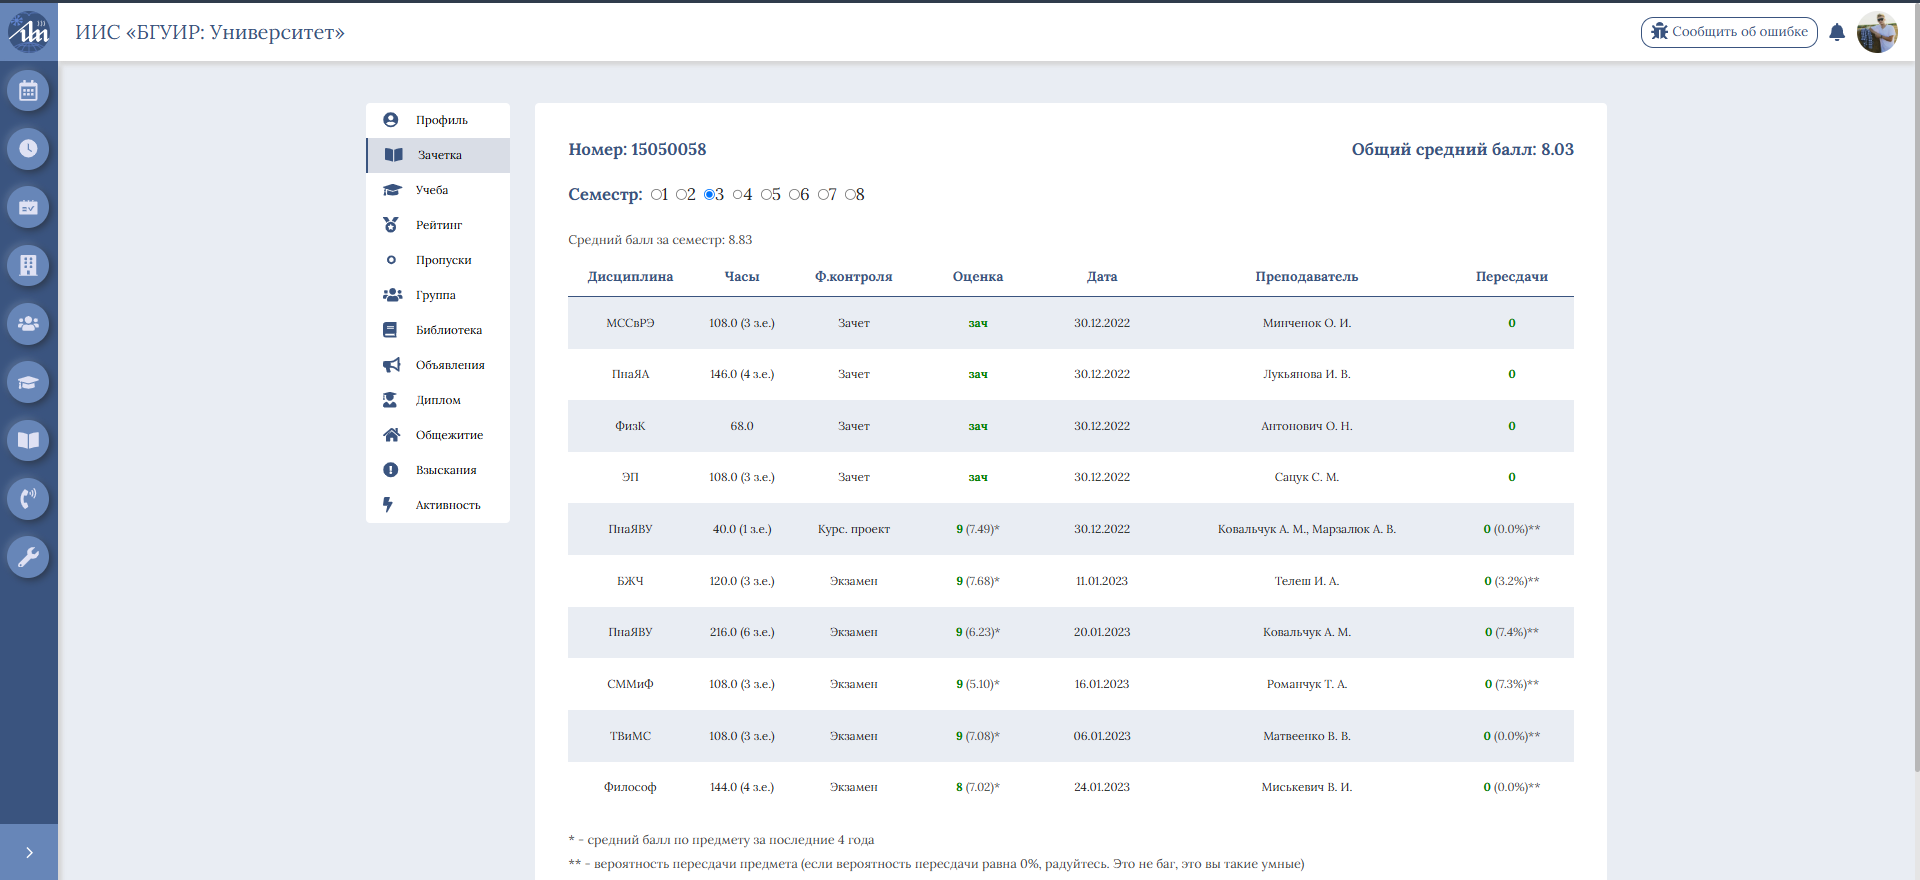 ИИС «БГУИР: Университет»
Сообщить об ошибке
Профиль
Зачетка
Учеба
Рейтинг
Пропуски
Группа
Библиотека
Объявления
Диплом
Общежитие
Взыскания
Активность
Номер: 15050058
Общий средний балл: 8.03
Семестр: 1 2 3 4 5 6 7 8
Средний балл за семестр: 8.83
Дисциплина Часы Ф.контроля Оценка Дата Преподаватель Пересдачи
МССвРЭ 108.0 (3 з.е.) Зачет зач 30.12.2022 Минченок О. И. 0
ПнаЯА 146.0 (4 з.е.) Зачет зач 30.12.2022 Лукьянова И. В. 0
ФизК 68.0 Зачет зач 30.12.2022 Антонович О. Н. 0
ЭП 108.0 (3 з.е.) Зачет зач 30.12.2022 Сацук С. М. 0
ПнаЯВУ 40.0 (1 з.е.) Курс. проект 9 (7.49)* 30.12.2022 Ковальчук А. М., Марзалюк А. В. 0 (0.0%)**
БЖЧ 120.0 (3 з.е.) Экзамен 9 (7.68)* 11.01.2023 Телеш И. А. 0 (3.2%)**
ПнаЯВУ 216.0 (6 з.е.) Экзамен 9 (6.23)* 20.01.2023 Ковальчук А. М. 0 (7.4%)**
СММиФ 108.0 (3 з.е.) Экзамен 9 (5.10)* 16.01.2023 Романчук Т. А. 0 (7.3%)**
ТВиМС 108.0 (3 з.е.) Экзамен 9 (7.08)* 06.01.2023 Матвеенко В. В. 0 (0.0%)**
Философ 144.0 (4 з.е.) Экзамен 8 (7.02)* 24.01.2023 Миськевич В. И. 0 (0.0%)**
* - средний балл по предмету за последние 4 года
** - вероятность пересдачи предмета (если вероятность пересдачи равна 0%, радуйтесь. Это не баг, это вы такие умные)